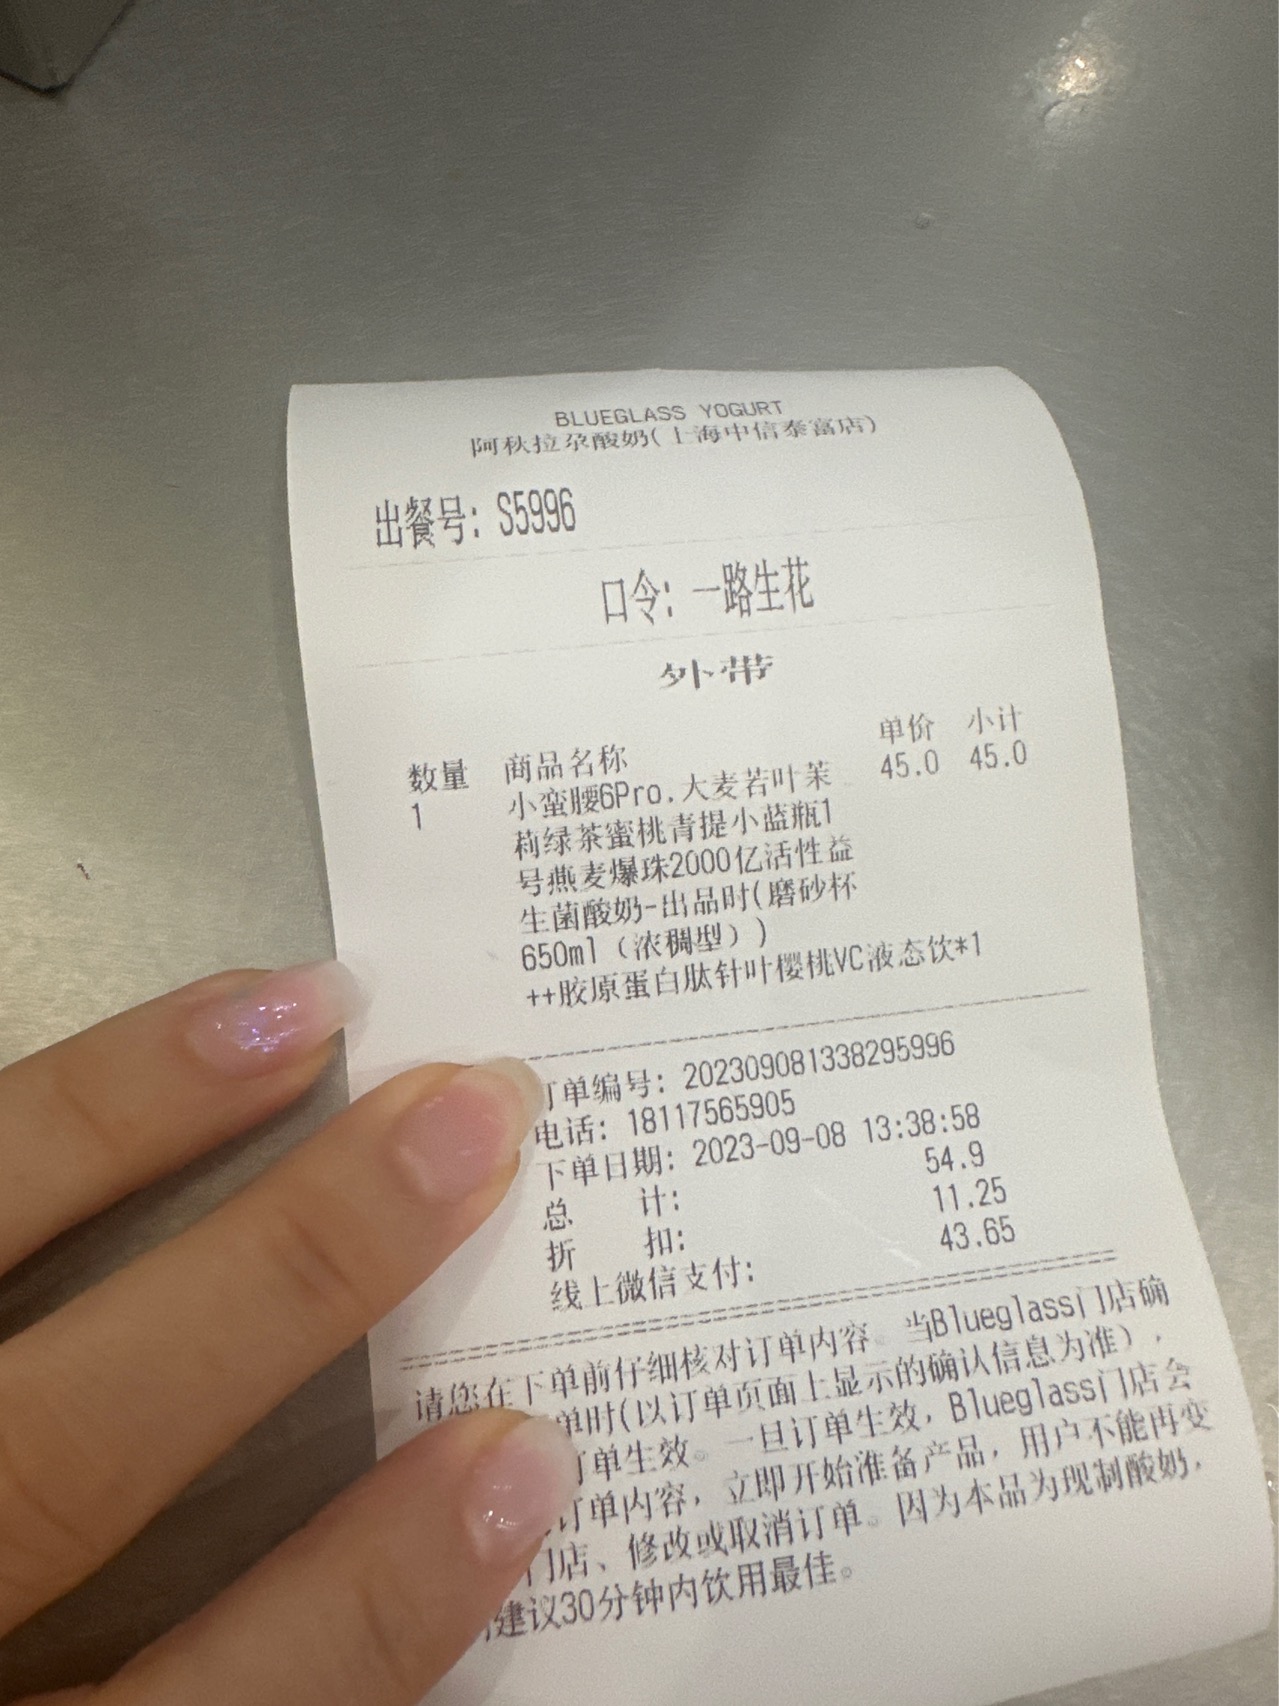 BLUEGLASS YOGURT
阿秋拉尕酸奶(上海中信泰富店)
出餐号: S5996
口令: 一路生花
外带
数量 商品名称 单价 小计
1 小蛮腰6Pro.大麦若叶茉 45.0 45.0
莉绿茶蜜桃青提小蓝瓶1
号燕麦爆珠2000亿活性益
生菌酸奶-出品时(磨砂杯
650ml（浓稠型）)
++胶原蛋白肽针叶樱桃VC液态饮*1
订单编号: 202309081338295996
电话: 18117565905
下单日期: 2023-09-08 13:38:58
总 计: 54.9
折 扣: 11.25
线上微信支付: 43.65
请您在下单前仔细核对订单内容。当Blueglass门店确
单时(以订单页面上显示的确认信息为准),
订单生效。一旦订单生效, Blueglass门店会
订单内容, 立即开始准备产品, 用户不能再变
门店、修改或取消订单。因为本品为现制酸奶,
建议30分钟内饮用最佳。